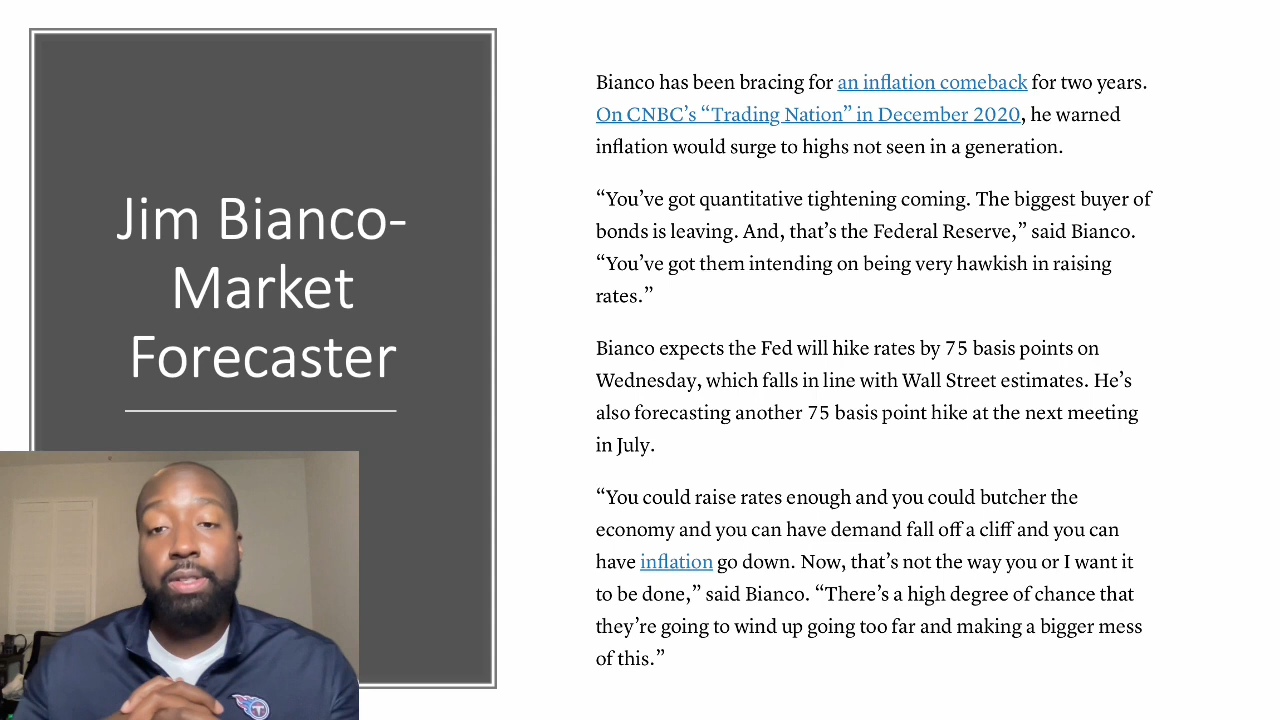 Jim Bianco-
Market
Forecaster
Bianco has been bracing for an inflation comeback for two years.
On CNBC’s “Trading Nation” in December 2020, he warned
inflation would surge to highs not seen in a generation.
“You’ve got quantitative tightening coming. The biggest buyer of
bonds is leaving. And, that’s the Federal Reserve,” said Bianco.
“You’ve got them intending on being very hawkish in raising
rates.”
Bianco expects the Fed will hike rates by 75 basis points on
Wednesday, which falls in line with Wall Street estimates. He’s
also forecasting another 75 basis point hike at the next meeting
in July.
“You could raise rates enough and you could butcher the
economy and you can have demand fall off a cliff and you can
have inflation go down. Now, that’s not the way you or I want it
to be done,” said Bianco. “There’s a high degree of chance that
they’re going to wind up going too far and making a bigger mess
of this.”